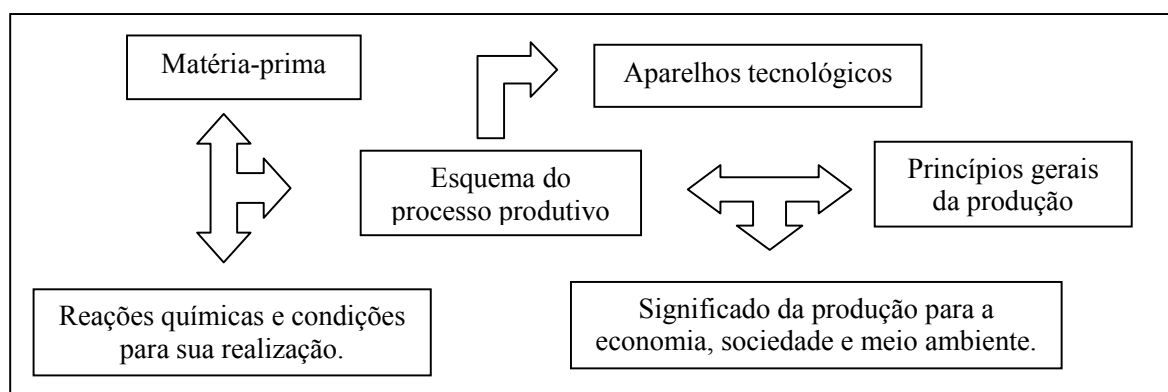 Matéria-prima
Aparelhos tecnológicos
Esquema do
processo produtivo
Princípios gerais
da produção
Reações químicas e condições
para sua realização.
Significado da produção para a
economia, sociedade e meio ambiente.